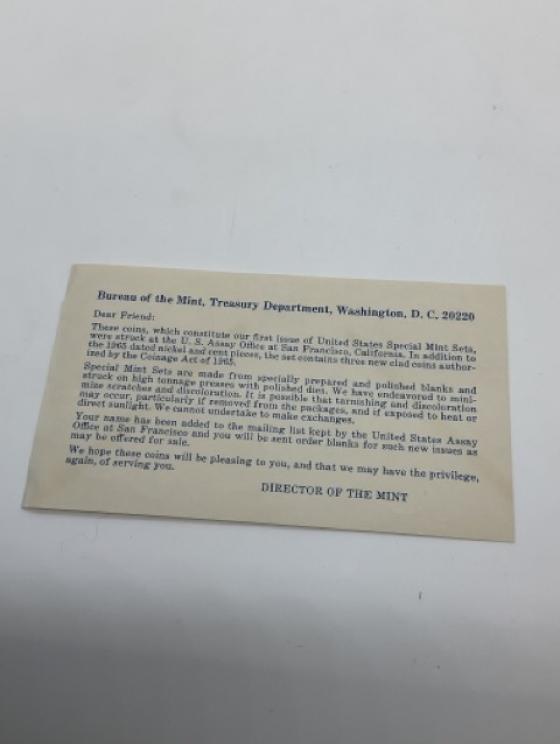 Bureau of the Mint, Treasury Department, Washington, D. C. 20220
Dear Friend:
These coins, which constitute our first issue of United States Special Mint Sets,
were struck at the U. S. Assay Office at San Francisco, California. In addition to
the 1965 dated nickel and cent pieces, the set contains three new clad coins author-
ized by the Coinage Act of 1965.
Special Mint Sets are made from specially prepared and polished blanks and
struck on high tonnage presses with polished dies. We have endeavored to mini-
mize scratches and discoloration. It is possible that tarnishing and discoloration
may occur, particularly if removed from the packages, and if exposed to heat or
direct sunlight. We cannot undertake to make exchanges.
Your name has been added to the mailing list kept by the United States Assay
Office at San Francisco and you will be sent order blanks for such new issues as
may be offered for sale.
We hope these coins will be pleasing to you, and that we may have the privilege,
again, of serving you.
DIRECTOR OF THE MINT